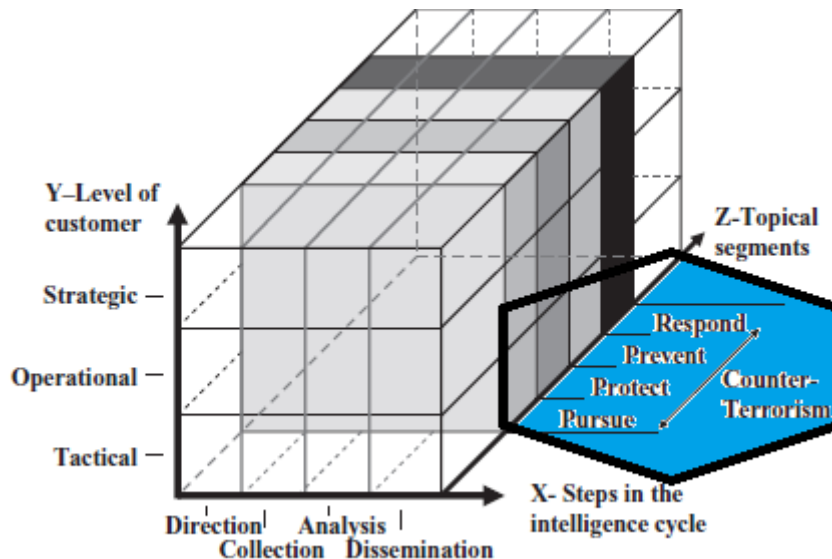 Y–Level of
customer
Strategic
Operational
Tactical
Z-Topical
segments
Respond
Prevent
Protect
Pursue
Counter-
Terrorism
X- Steps in the
intelligence cycle
Direction
Collection
Analysis
Dissemination